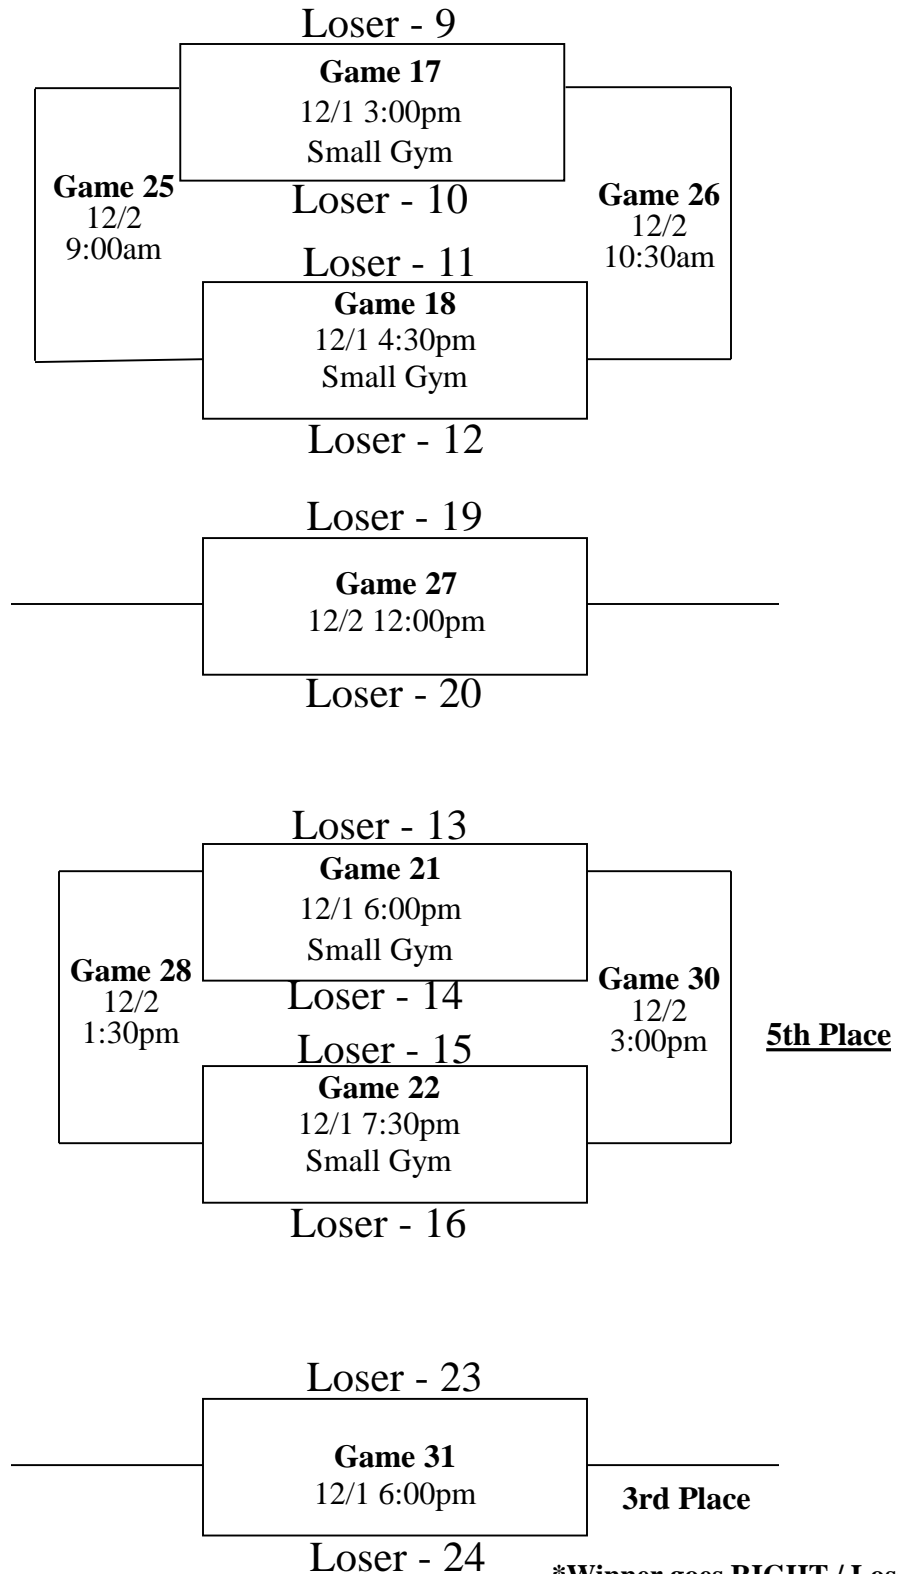 Loser - 9
Game 17
12/1 3:00pm
Small Gym
Loser - 10
Game 25
12/2
9:00am
Game 26
12/2
10:30am
Loser - 11
Game 18
12/1 4:30pm
Small Gym
Loser - 12
Loser - 19
Game 27
12/2 12:00pm
Loser - 20
Loser - 13
Game 21
12/1 6:00pm
Small Gym
Loser - 14
Game 28
12/2
1:30pm
Game 30
12/2
3:00pm
5th Place
Loser - 15
Game 22
12/1 7:30pm
Small Gym
Loser - 16
Loser - 23
Game 31
12/1 6:00pm
3rd Place
Loser - 24
*Winner goes RIGHT /